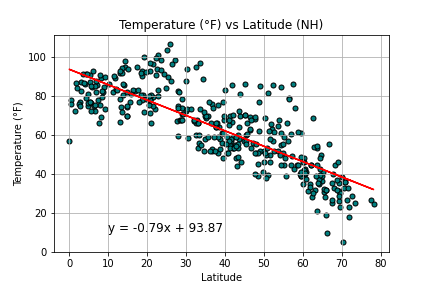 Temperature (°F) vs Latitude (NH)
Temperature (°F)
100
80
60
40
20
0
y = -0.79x + 93.87
0 10 20 30 40 50 60 70 80
Latitude